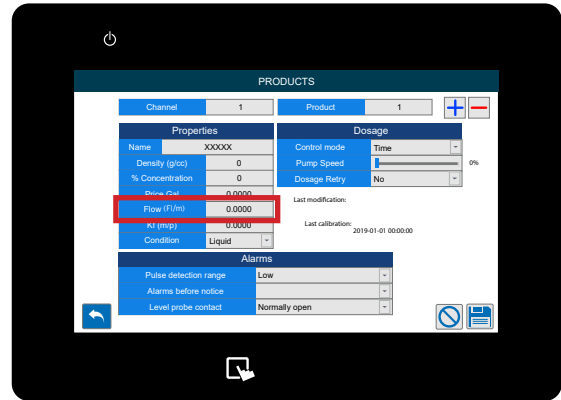 PRODUCTS
Channel 1 Product 1
Properties
Name XXXXX
Density (g/cc) 0
% Concentration 0
Price Gal 0.0000
Flow (Fl/m) 0.0000
Kf (m/p) 0.0000
Condition Liquid
Dosage
Control mode Time
Pump Speed 0%
Dosage Retry No
Last modification:
Last calibration:
2019-01-01 00:00:00
Alarms
Pulse detection range Low
Alarms before notice
Level probe contact Normally open